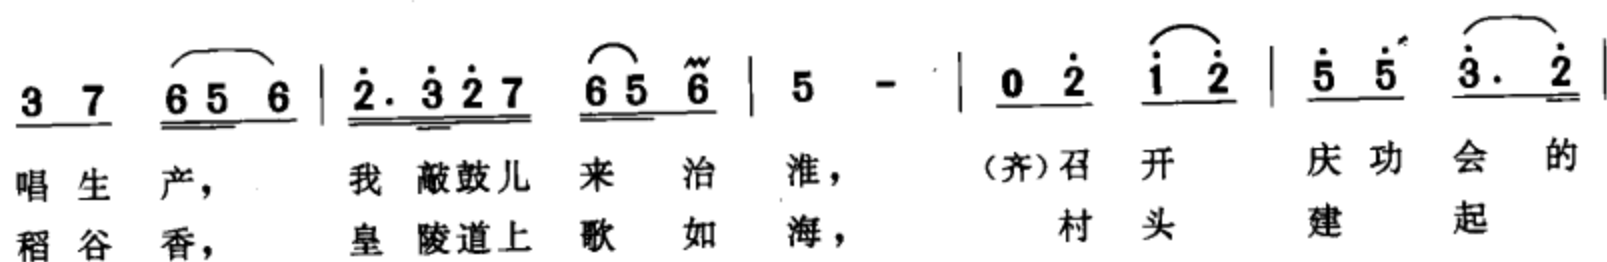 3 7 6 5 6 | 2̇. 3̇ 2̇ 7 6 5 6 | 5 - | 0 2̇ 1̇ 2̇ | 5̇ 5̇ 3̇. 2̇ |
唱 生 产， 我 敲 鼓 儿 来 治 淮， （齐）召 开 庆 功 会 的
稻 谷 香， 皇 陵 道 上 歌 如 海， 村 头 建 起